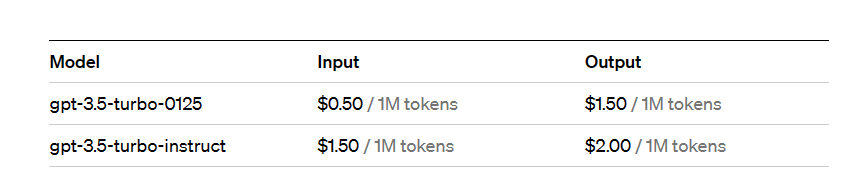 Model Input Output
gpt-3.5-turbo-0125 $0.50 / 1M tokens $1.50 / 1M tokens
gpt-3.5-turbo-instruct $1.50 / 1M tokens $2.00 / 1M tokens